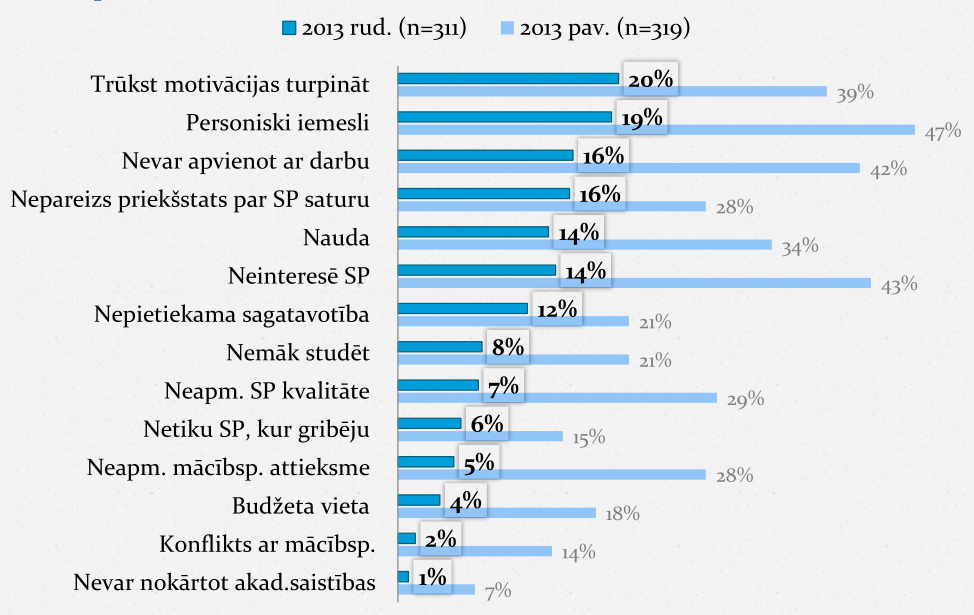 2013 rud. (n=311) 2013 pav. (n=319)
Trūkst motivācijas turpināt 20% 39%
Personiski iemesli 19% 47%
Nevar apvienot ar darbu 16% 42%
Nepareizs priekšstats par SP saturu 16% 28%
Nauda 14% 34%
Neinteresē SP 14% 43%
Nepietiekama sagatavotība 12% 21%
Nemāk studēt 8% 21%
Neapm. SP kvalitāte 7% 29%
Netiku SP, kur gribēju 6% 15%
Neapm. mācībsp. attieksme 5% 28%
Budžeta vieta 4% 18%
Konflikts ar mācībsp. 2% 14%
Nevar nokārtot akad.saistības 1% 7%